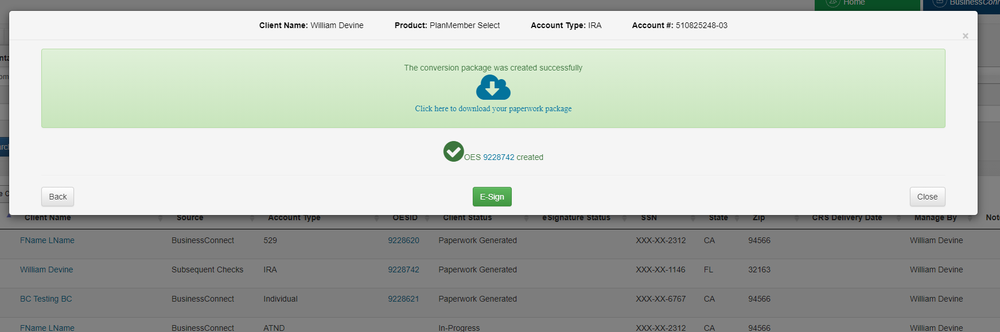 Home
BusinessConn
Client Name: William Devine Product: PlanMember Select Account Type: IRA Account #: 510825248-03
×
The conversion package was created successfully
Click here to download your paperwork package
OES 9228742 created
Back E-Sign Close
Client Name Source Account Type OESID Client Status eSignature Status SSN State Zip CRS Delivery Date Manage By Not
FName LName BusinessConnect 529 9228620 Paperwork Generated XXX-XX-2312 CA 94566 William Devine
William Devine Subsequent Checks IRA 9228742 Paperwork Generated XXX-XX-1146 FL 32163 William Devine
BC Testing BC BusinessConnect Individual 9228621 Paperwork Generated XXX-XX-6767 CA 94566 William Devine
FName LName BusinessConnect ATND In-Progress XXX-XX-2312 CA 94566 William Devine